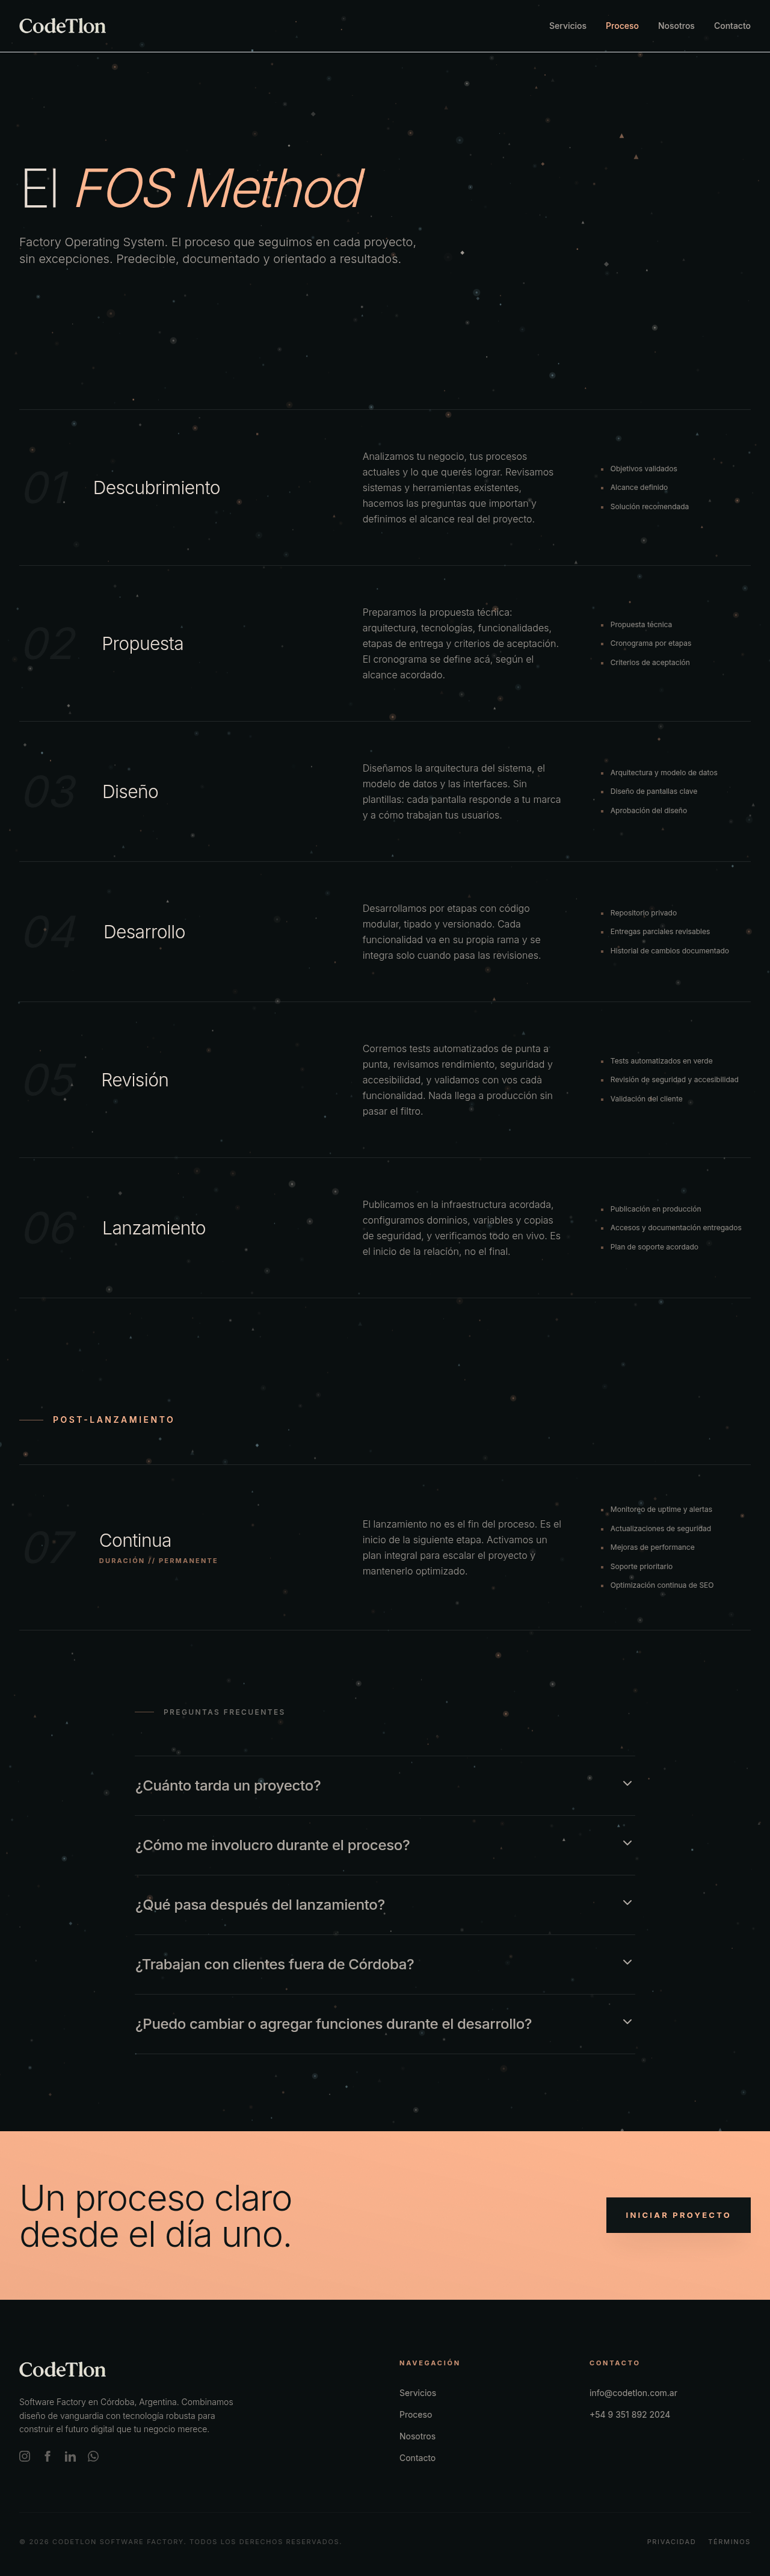 CodeTlon
Servicios Proceso Nosotros Contacto
El FOS Method
Factory Operating System. El proceso que seguimos en cada proyecto,
sin excepciones. Predecible, documentado y orientado a resultados.
01
Descubrimiento
Analizamos tu negocio, tus procesos
actuales y lo que querés lograr. Revisamos
sistemas y herramientas existentes,
hacemos las preguntas que importan y
definimos el alcance real del proyecto.
Objetivos validados
Alcance definido
Solución recomendada
02
Propuesta
Preparamos la propuesta técnica:
arquitectura, tecnologías, funcionalidades,
etapas de entrega y criterios de aceptación.
El cronograma se define acá, según el
alcance acordado.
Propuesta técnica
Cronograma por etapas
Criterios de aceptación
03
Diseño
Diseñamos la arquitectura del sistema, el
modelo de datos y las interfaces. Sin
plantillas: cada pantalla responde a tu marca
y a cómo trabajan tus usuarios.
Arquitectura y modelo de datos
Diseño de pantallas clave
Aprobación del diseño
04
Desarrollo
Desarrollamos por etapas con código
modular, tipado y versionado. Cada
funcionalidad va en su propia rama y se
integra solo cuando pasa las revisiones.
Repositorio privado
Entregas parciales revisables
Historial de cambios documentado
05
Revisión
Corremos tests automatizados de punta a
punta, revisamos rendimiento, seguridad y
accesibilidad, y validamos con vos cada
funcionalidad. Nada llega a producción sin
pasar el filtro.
Tests automatizados en verde
Revisión de seguridad y accesibilidad
Validación del cliente
06
Lanzamiento
Publicamos en la infraestructura acordada,
configuramos dominios, variables y copias
de seguridad, y verificamos todo en vivo. Es
el inicio de la relación, no el final.
Publicación en producción
Accesos y documentación entregados
Plan de soporte acordado
POST-LANZAMIENTO
07
Continua
DURACIÓN // PERMANENTE
El lanzamiento no es el fin del proceso. Es el
inicio de la siguiente etapa. Activamos un
plan integral para escalar el proyecto y
mantenerlo optimizado.
Monitoreo de uptime y alertas
Actualizaciones de seguridad
Mejoras de performance
Soporte prioritario
Optimización continua de SEO
PREGUNTAS FRECUENTES
¿Cuánto tarda un proyecto?
¿Cómo me involucro durante el proceso?
¿Qué pasa después del lanzamiento?
¿Trabajan con clientes fuera de Córdoba?
¿Puedo cambiar o agregar funciones durante el desarrollo?
Un proceso claro
desde el día uno.
INICIAR PROYECTO
CodeTlon
Software Factory en Córdoba, Argentina. Combinamos
diseño de vanguardia con tecnología robusta para
construir el futuro digital que tu negocio merece.
NAVEGACIÓN
Servicios
Proceso
Nosotros
Contacto
CONTACTO
info@codetlon.com.ar
+54 9 351 892 2024
© 2026 CODETLON SOFTWARE FACTORY. TODOS LOS DERECHOS RESERVADOS.
PRIVACIDAD TÉRMINOS